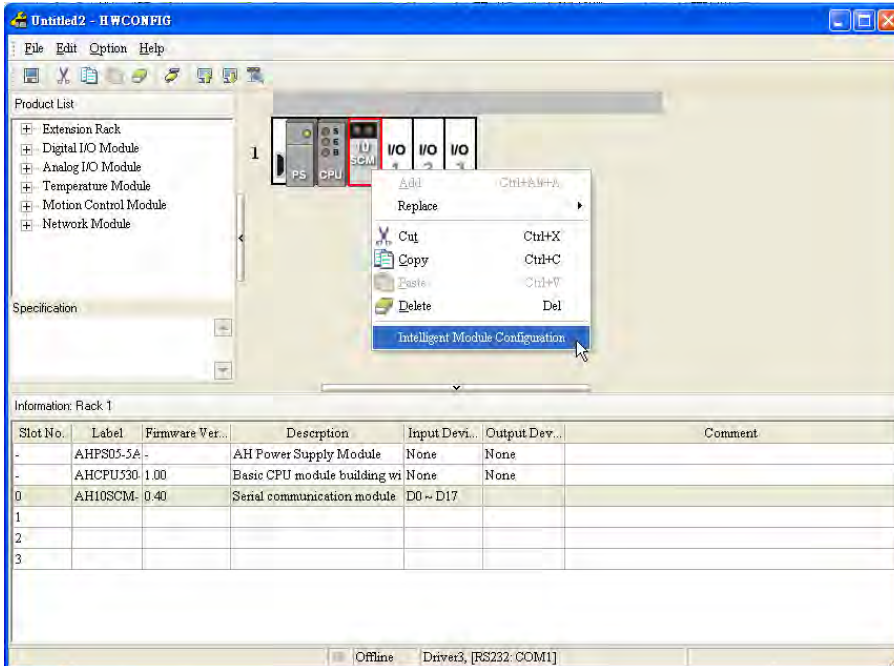 Untitled2 - HWCONFIG
File Edit Option Help
Product List
Extension Rack
Digital I/O Module
Analog I/O Module
Temperature Module
Motion Control Module
Network Module
Specification
1
PS CPU 10 SCM I/O 1 I/O 2 I/O 3
Add Ctrl+Alt+A
Replace
Cut Ctrl+X
Copy Ctrl+C
Paste Ctrl+V
Delete Del
Intelligent Module Configuration
Information: Rack 1
Slot No. Label Firmware Ver... Descrption Input Devi... Output Dev... Comment
- AHPS05-5A - AH Power Supply Module None None
- AHCPU530- 1.00 Basic CPU module building wi None None
0 AH10SCM- 0.40 Serial communication module D0 ~ D17
1
2
3
Offline Driver3, [RS232: COM1]